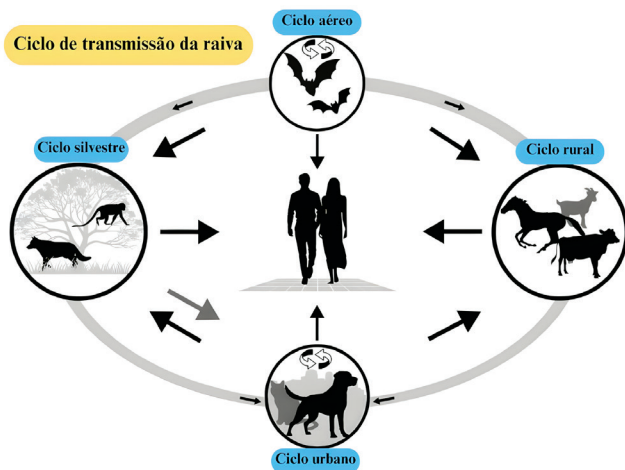 Ciclo aéreo
Ciclo de transmissão da raiva
Ciclo silvestre
Ciclo rural
Ciclo urbano